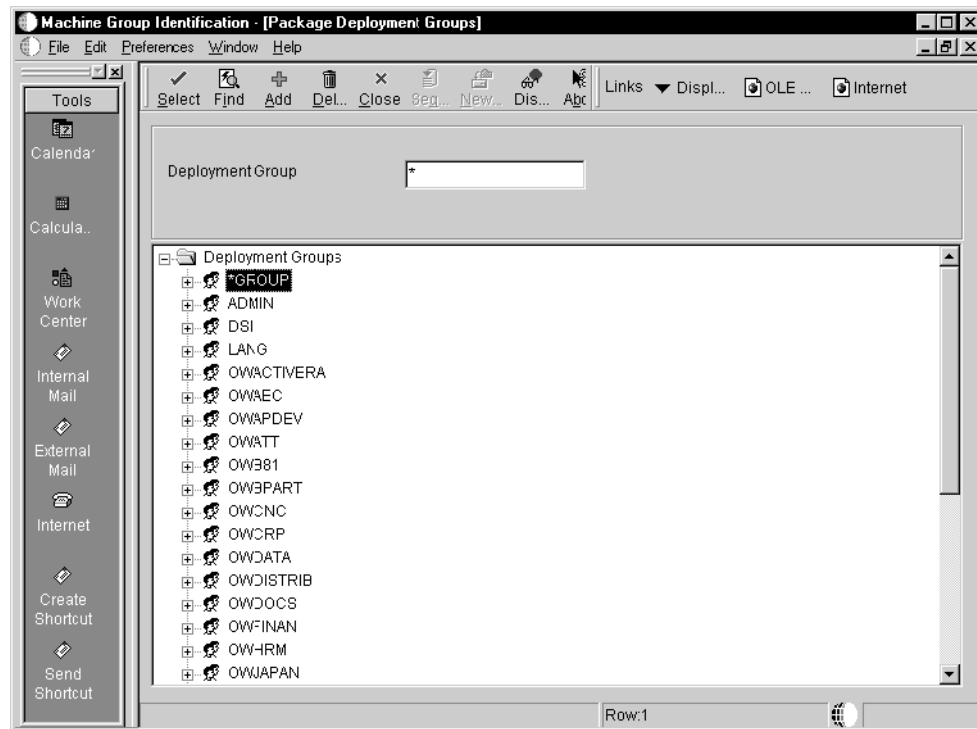 Machine Group Identification - [Package Deployment Groups]
File Edit Preferences Window Help
Tools
Calendar
Calcula..
Work
Center
Internal
Mail
External
Mail
Internet
Create
Shortcut
Send
Shortcut
Select Find Add Del... Close Seq... New... Dis... Abc Links Displ... OLE ... Internet
Deployment Group *
Deployment Groups
*GROUP
ADMIN
DSI
LANG
OWACTIVERA
OWAEC
OWAPDEV
OWATT
OWB81
OWBPART
OWCNC
OWCRP
OWDATA
OWDISTRIB
OWDOCS
OWFINAN
OWHRM
OWJAPAN
Row:1